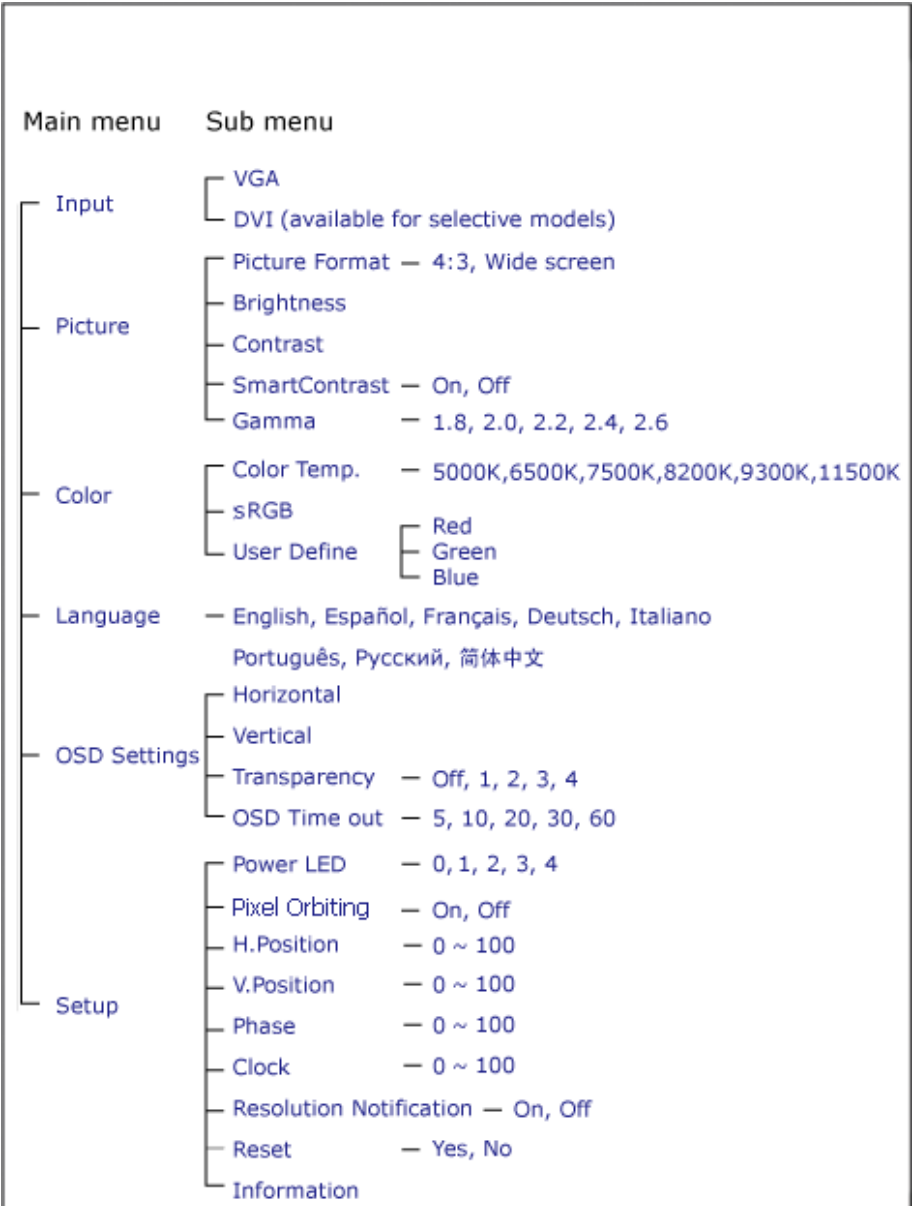 Main menu Sub menu
VGA
Input
DVI (available for selective models)
Picture Format — 4:3, Wide screen
Brightness
Picture
Contrast
SmartContrast — On, Off
Gamma — 1.8, 2.0, 2.2, 2.4, 2.6
Color Temp. — 5000K,6500K,7500K,8200K,9300K,11500K
Color
sRGB
Red
User Define Green
Blue
Language — English, Español, Français, Deutsch, Italiano
Português, Русский, 简体中文
Horizontal
Vertical
OSD Settings
Transparency — Off, 1, 2, 3, 4
OSD Time out — 5, 10, 20, 30, 60
Power LED — 0, 1, 2, 3, 4
Pixel Orbiting — On, Off
H.Position — 0 ~ 100
V.Position — 0 ~ 100
Setup
Phase — 0 ~ 100
Clock — 0 ~ 100
Resolution Notification — On, Off
Reset — Yes, No
Information